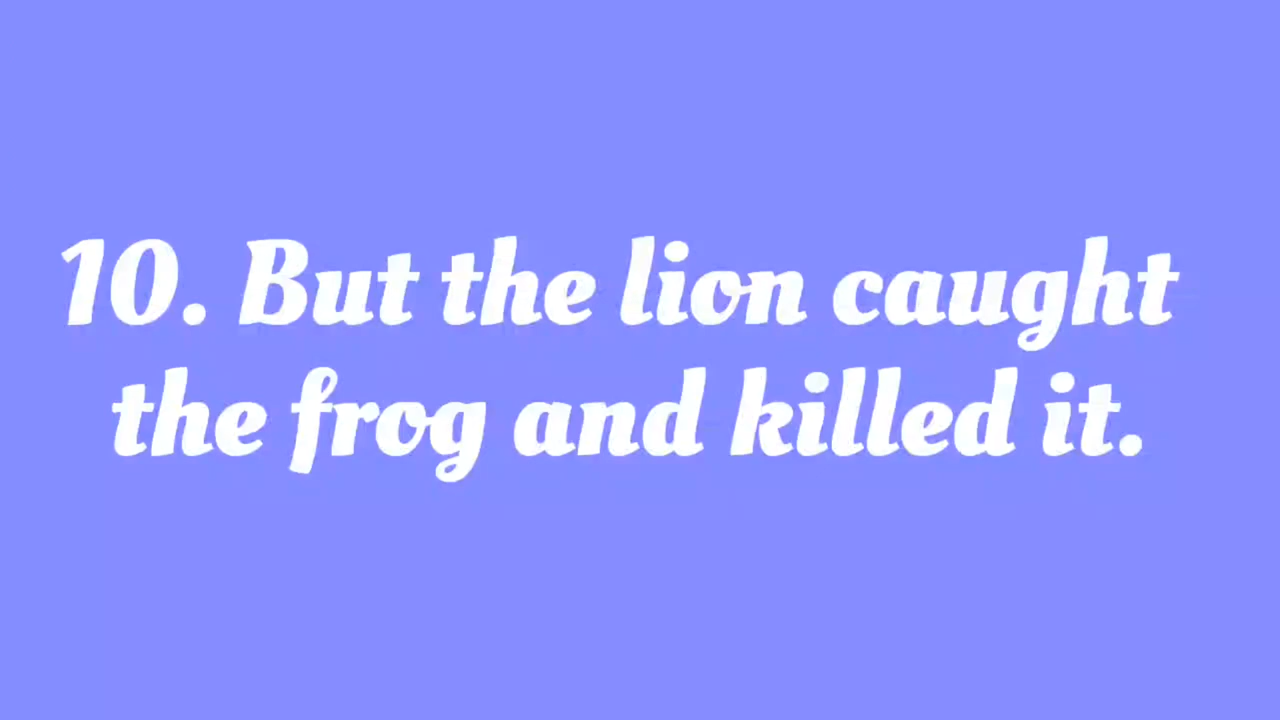 10. But the lion caught
the frog and killed it.